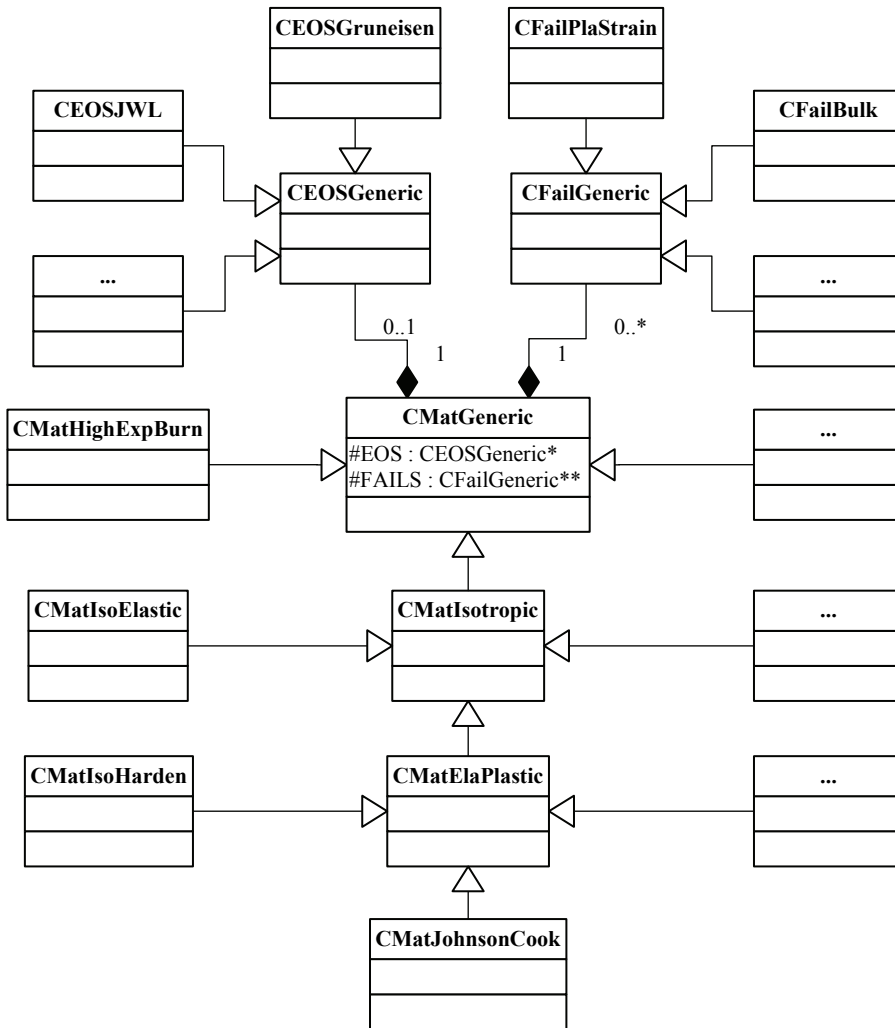 CEOSGruneisen
CFailPlaStrain
CEOSJWL
CFailBulk
CEOSGeneric
CFailGeneric
...
...
0..1
0..*
1
1
CMatGeneric
#EOS : CEOSGeneric*
#FAILS : CFailGeneric**
CMatHighExpBurn
...
CMatIsoElastic
CMatIsotropic
...
CMatIsoHarden
CMatElaPlastic
...
CMatJohnsonCook